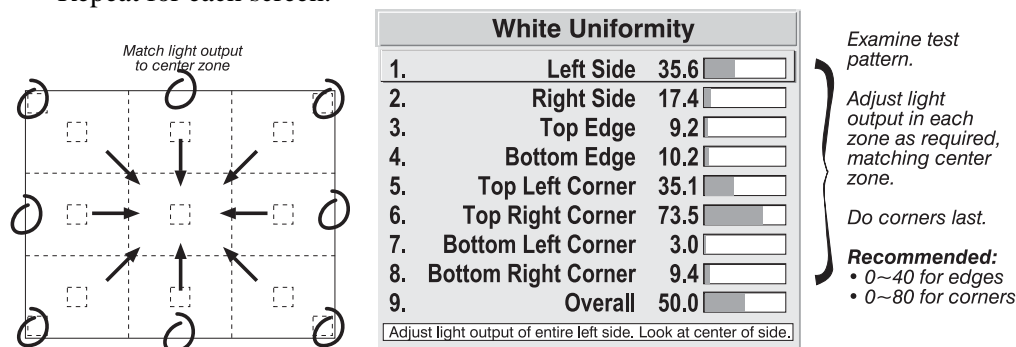 Repeat for each screen.
Match light output
to center zone
White Uniformity
1. Left Side 35.6
2. Right Side 17.4
3. Top Edge 9.2
4. Bottom Edge 10.2
5. Top Left Corner 35.1
6. Top Right Corner 73.5
7. Bottom Left Corner 3.0
8. Bottom Right Corner 9.4
9. Overall 50.0
Adjust light output of entire left side. Look at center of side.
Examine test
pattern.
Adjust light
output in each
zone as required,
matching center
zone.
Do corners last.
Recommended:
• 0~40 for edges
• 0~80 for corners